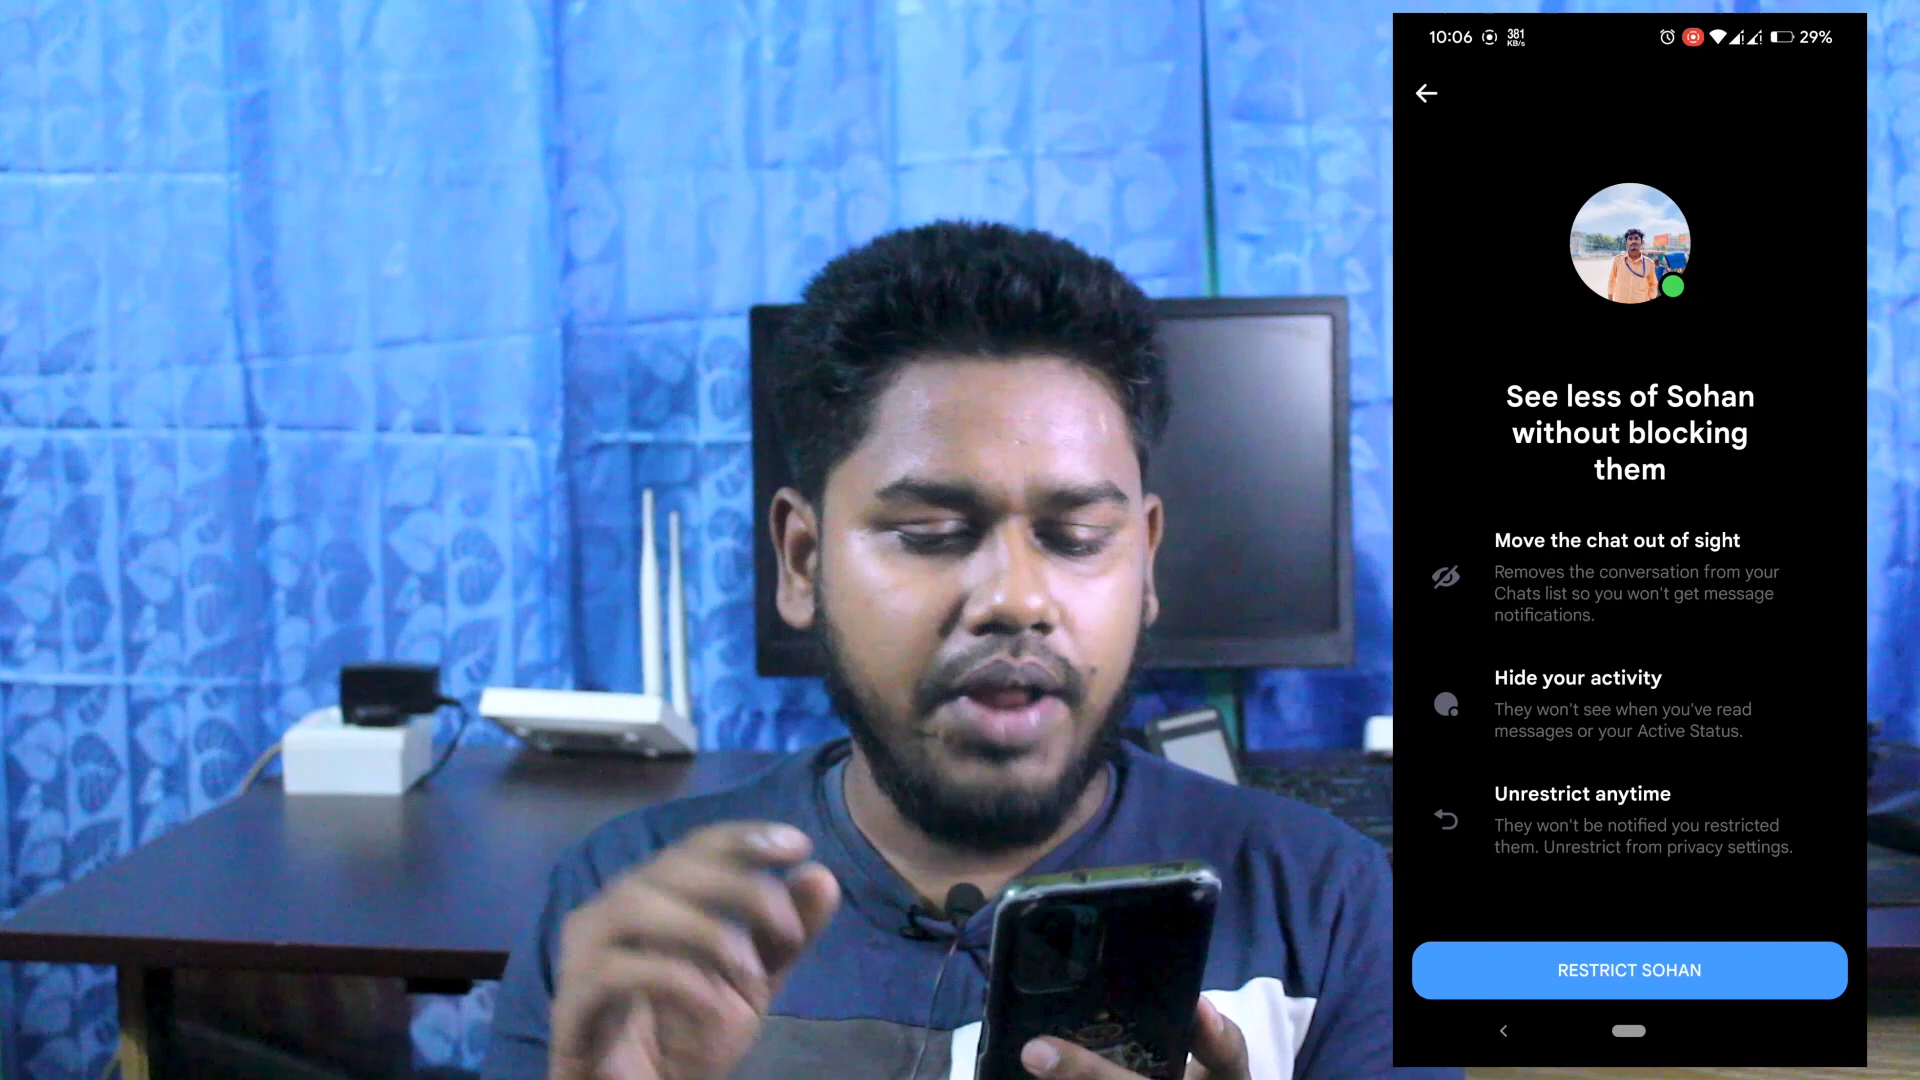 10:06 381 KB/s 29%
See less of Sohan
without blocking
them
Move the chat out of sight
Removes the conversation from your
Chats list so you won't get message
notifications.
Hide your activity
They won't see when you've read
messages or your Active Status.
Unrestrict anytime
They won't be notified you restricted
them. Unrestrict from privacy settings.
RESTRICT SOHAN